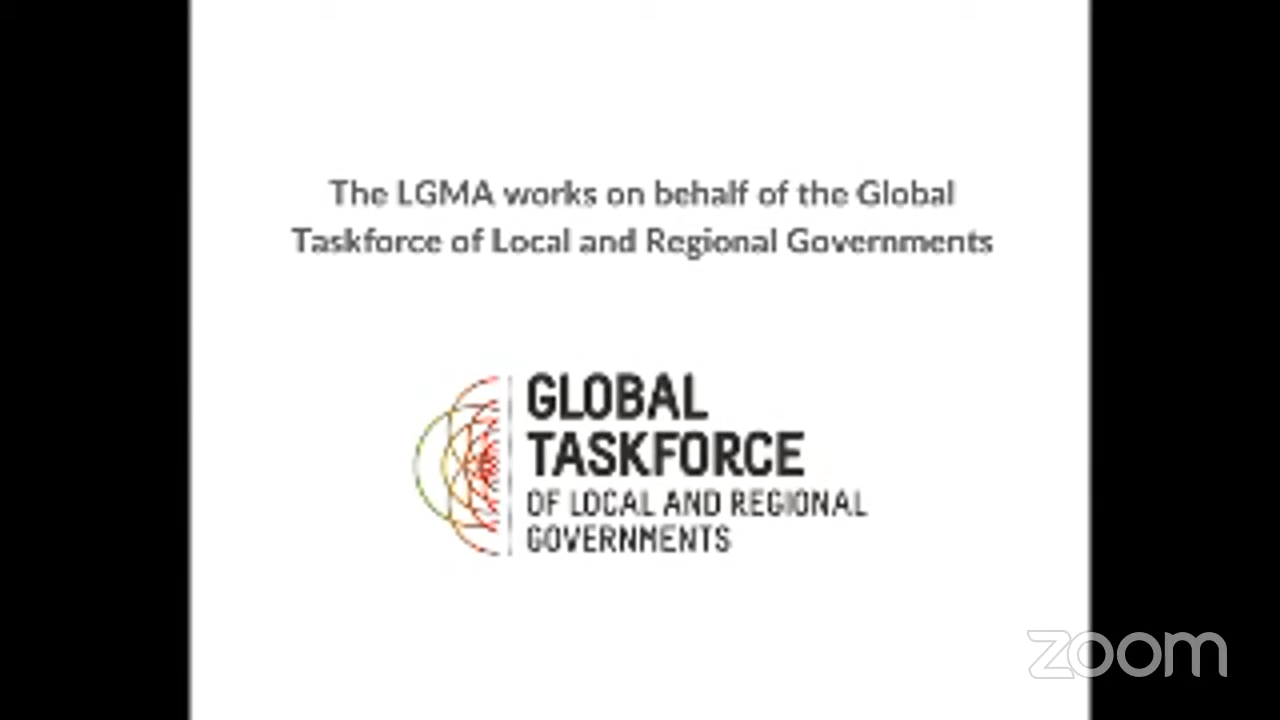 The LGMA works on behalf of the Global
Taskforce of Local and Regional Governments
GLOBAL
TASKFORCE
OF LOCAL AND REGIONAL
GOVERNMENTS
zoom